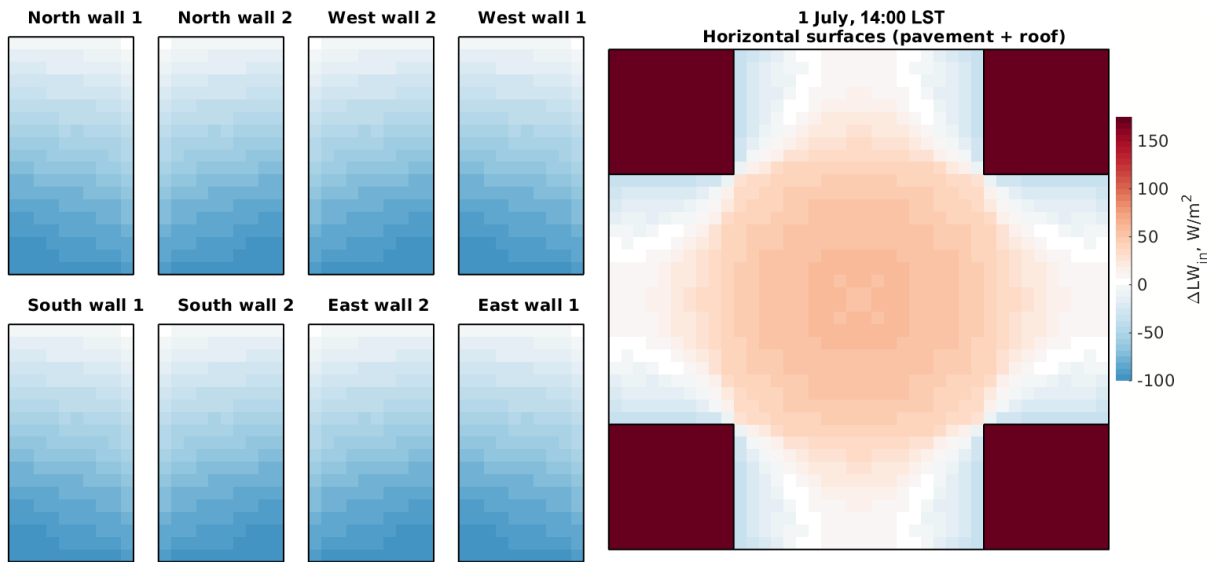 North wall 1
North wall 2
West wall 2
West wall 1
1 July, 14:00 LST
Horizontal surfaces (pavement + roof)
South wall 1
South wall 2
East wall 2
East wall 1
150
100
50
0
-50
-100
ΔLWin, W/m²